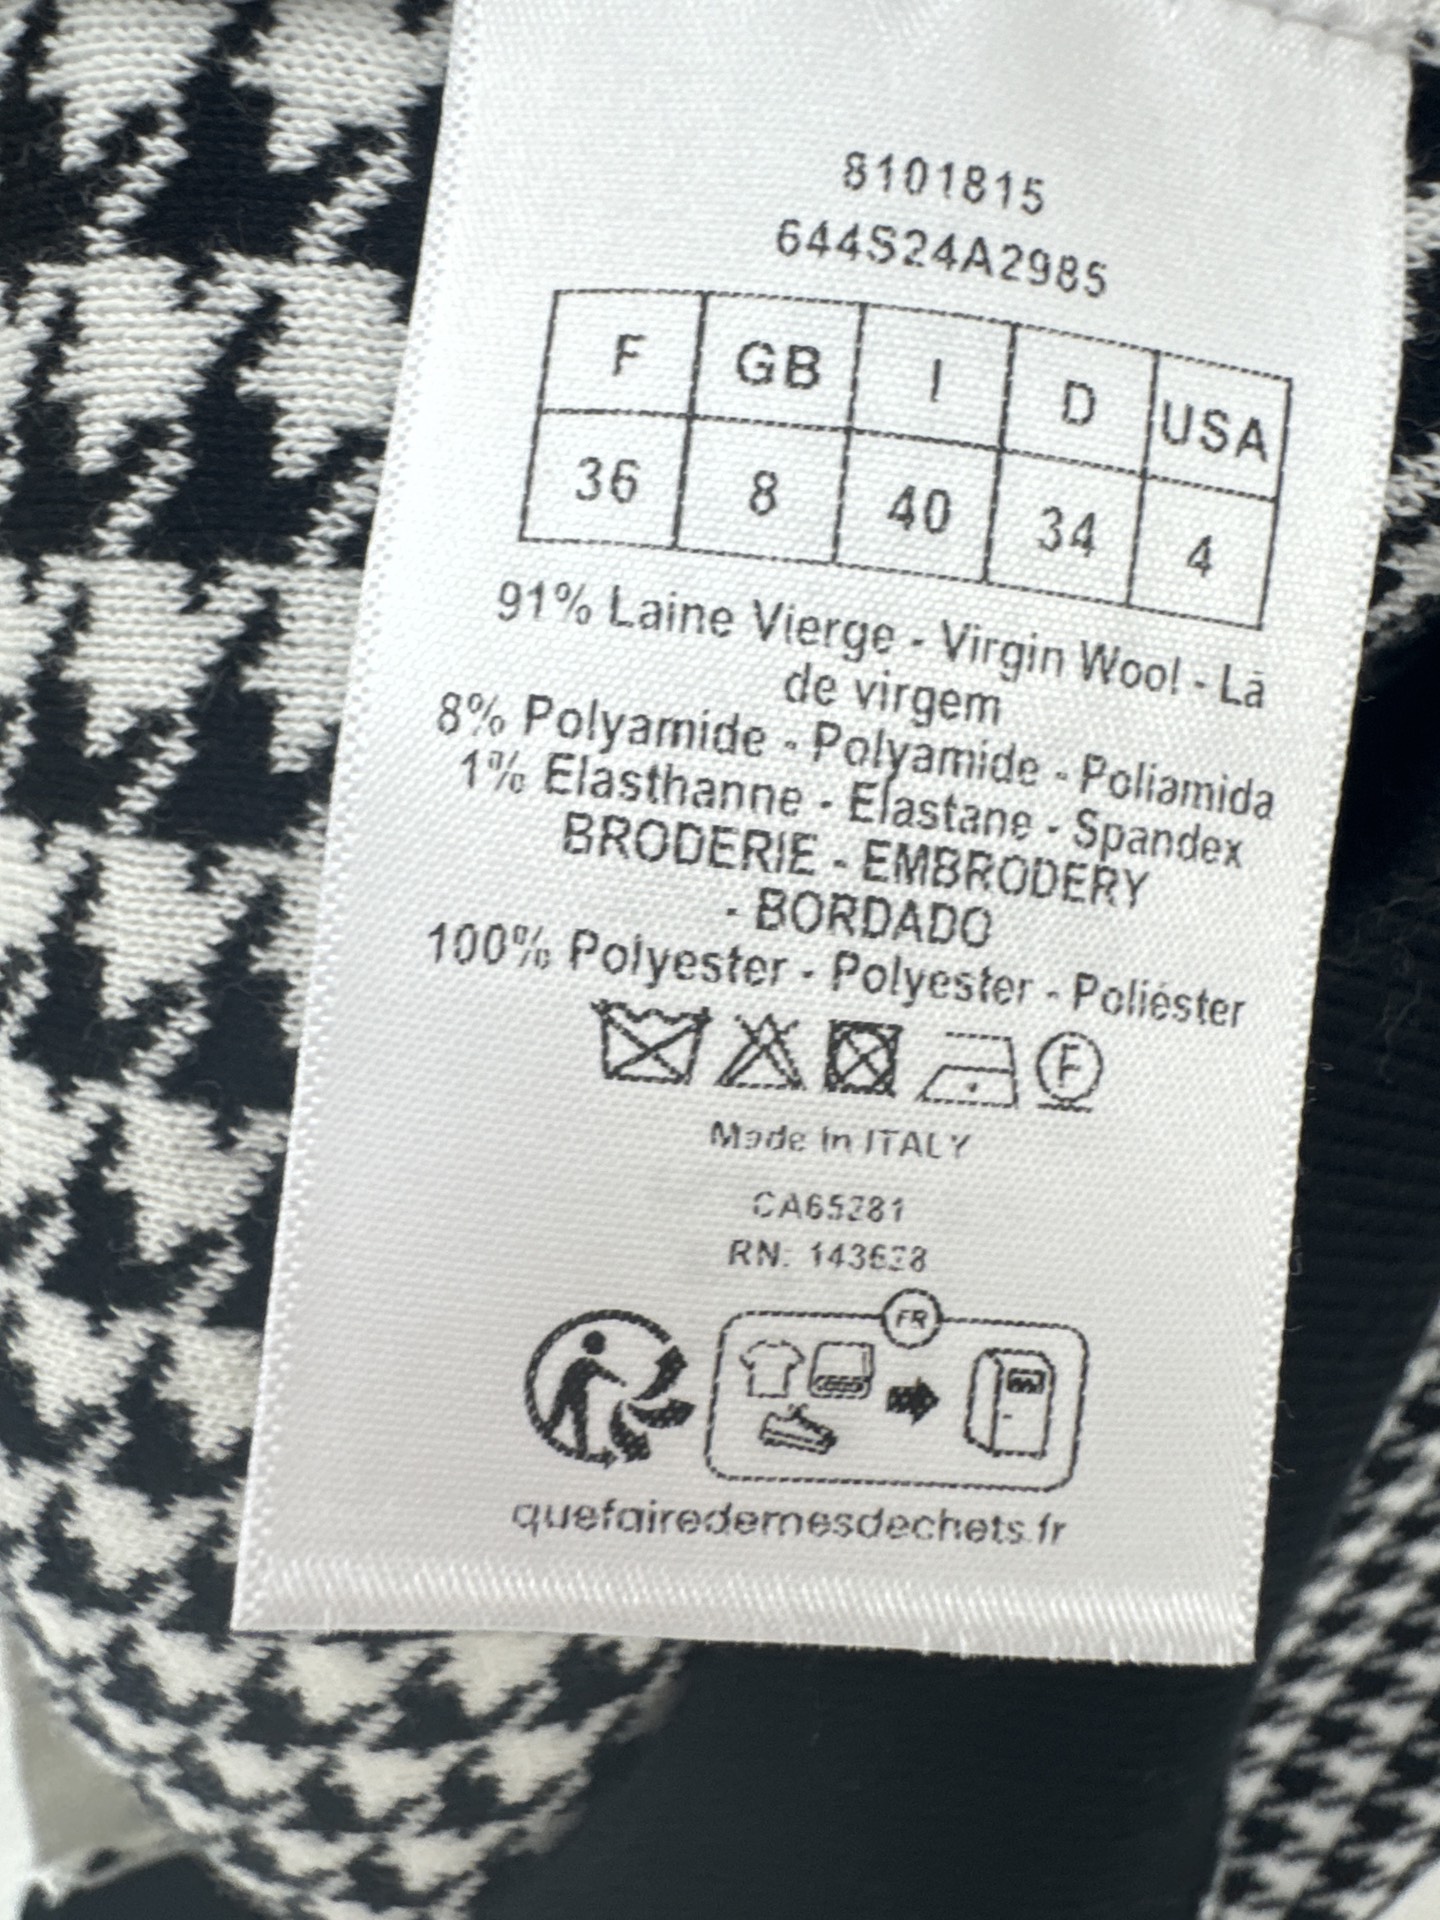 8101815
644S24A2985
F GB I D USA
36 8 40 34 4
91% Laine Vierge - Virgin Wool - Lã
de virgem
8% Polyamide - Polyamide - Poliamida
1% Elasthanne - Elastane - Spandex
BRODERIE - EMBRODERY
- BORDADO
100% Polyester - Polyester - Poliéster
F
Made in ITALY
CA65281
RN: 143628
FR
quefairedemesdechets.fr